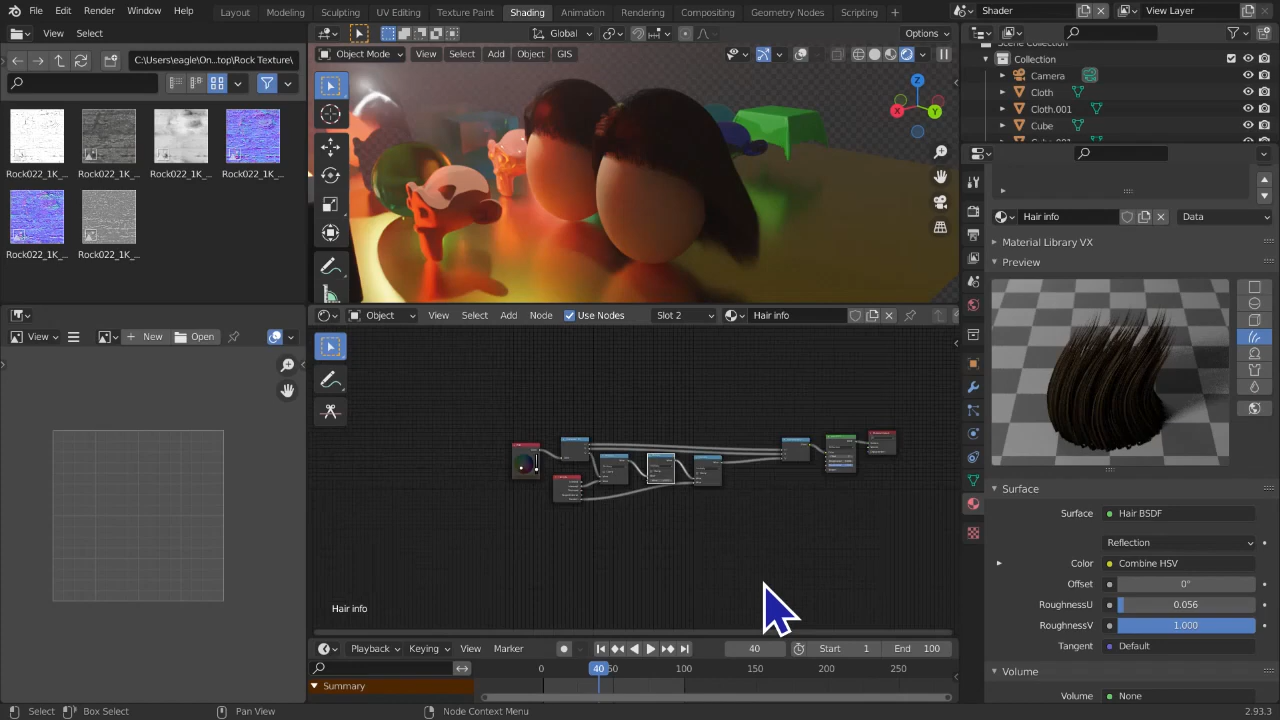 File Edit Render Window Help Layout Modeling Sculpting UV Editing Texture Paint Shading Animation Rendering Compositing Geometry Nodes Scripting + Shader View Layer
View Select
C:\Users\eagle\On...top\Rock Texture\
Rock022_1K_... Rock022_1K_... Rock022_1K_... Rock022_1K_...
Rock022_1K_... Rock022_1K_...
Global Options
Object Mode View Select Add Object GIS
X Y Z
Collection
Camera
Cloth
Cloth.001
Cube
Hair info Data
Material Library VX
Preview
Surface
Surface Hair BSDF
Reflection
Color Combine HSV
Offset 0°
RoughnessU 0.056
RoughnessV 1.000
Tangent Default
Volume
Volume None
View New Open
Object View Select Add Node Use Nodes Slot 2 Hair info
Hair info
Playback Keying View Marker 40 Start 1 End 100
0 40 50 100 150 200 250
Summary
Select Box Select Pan View Node Context Menu 2.93.3